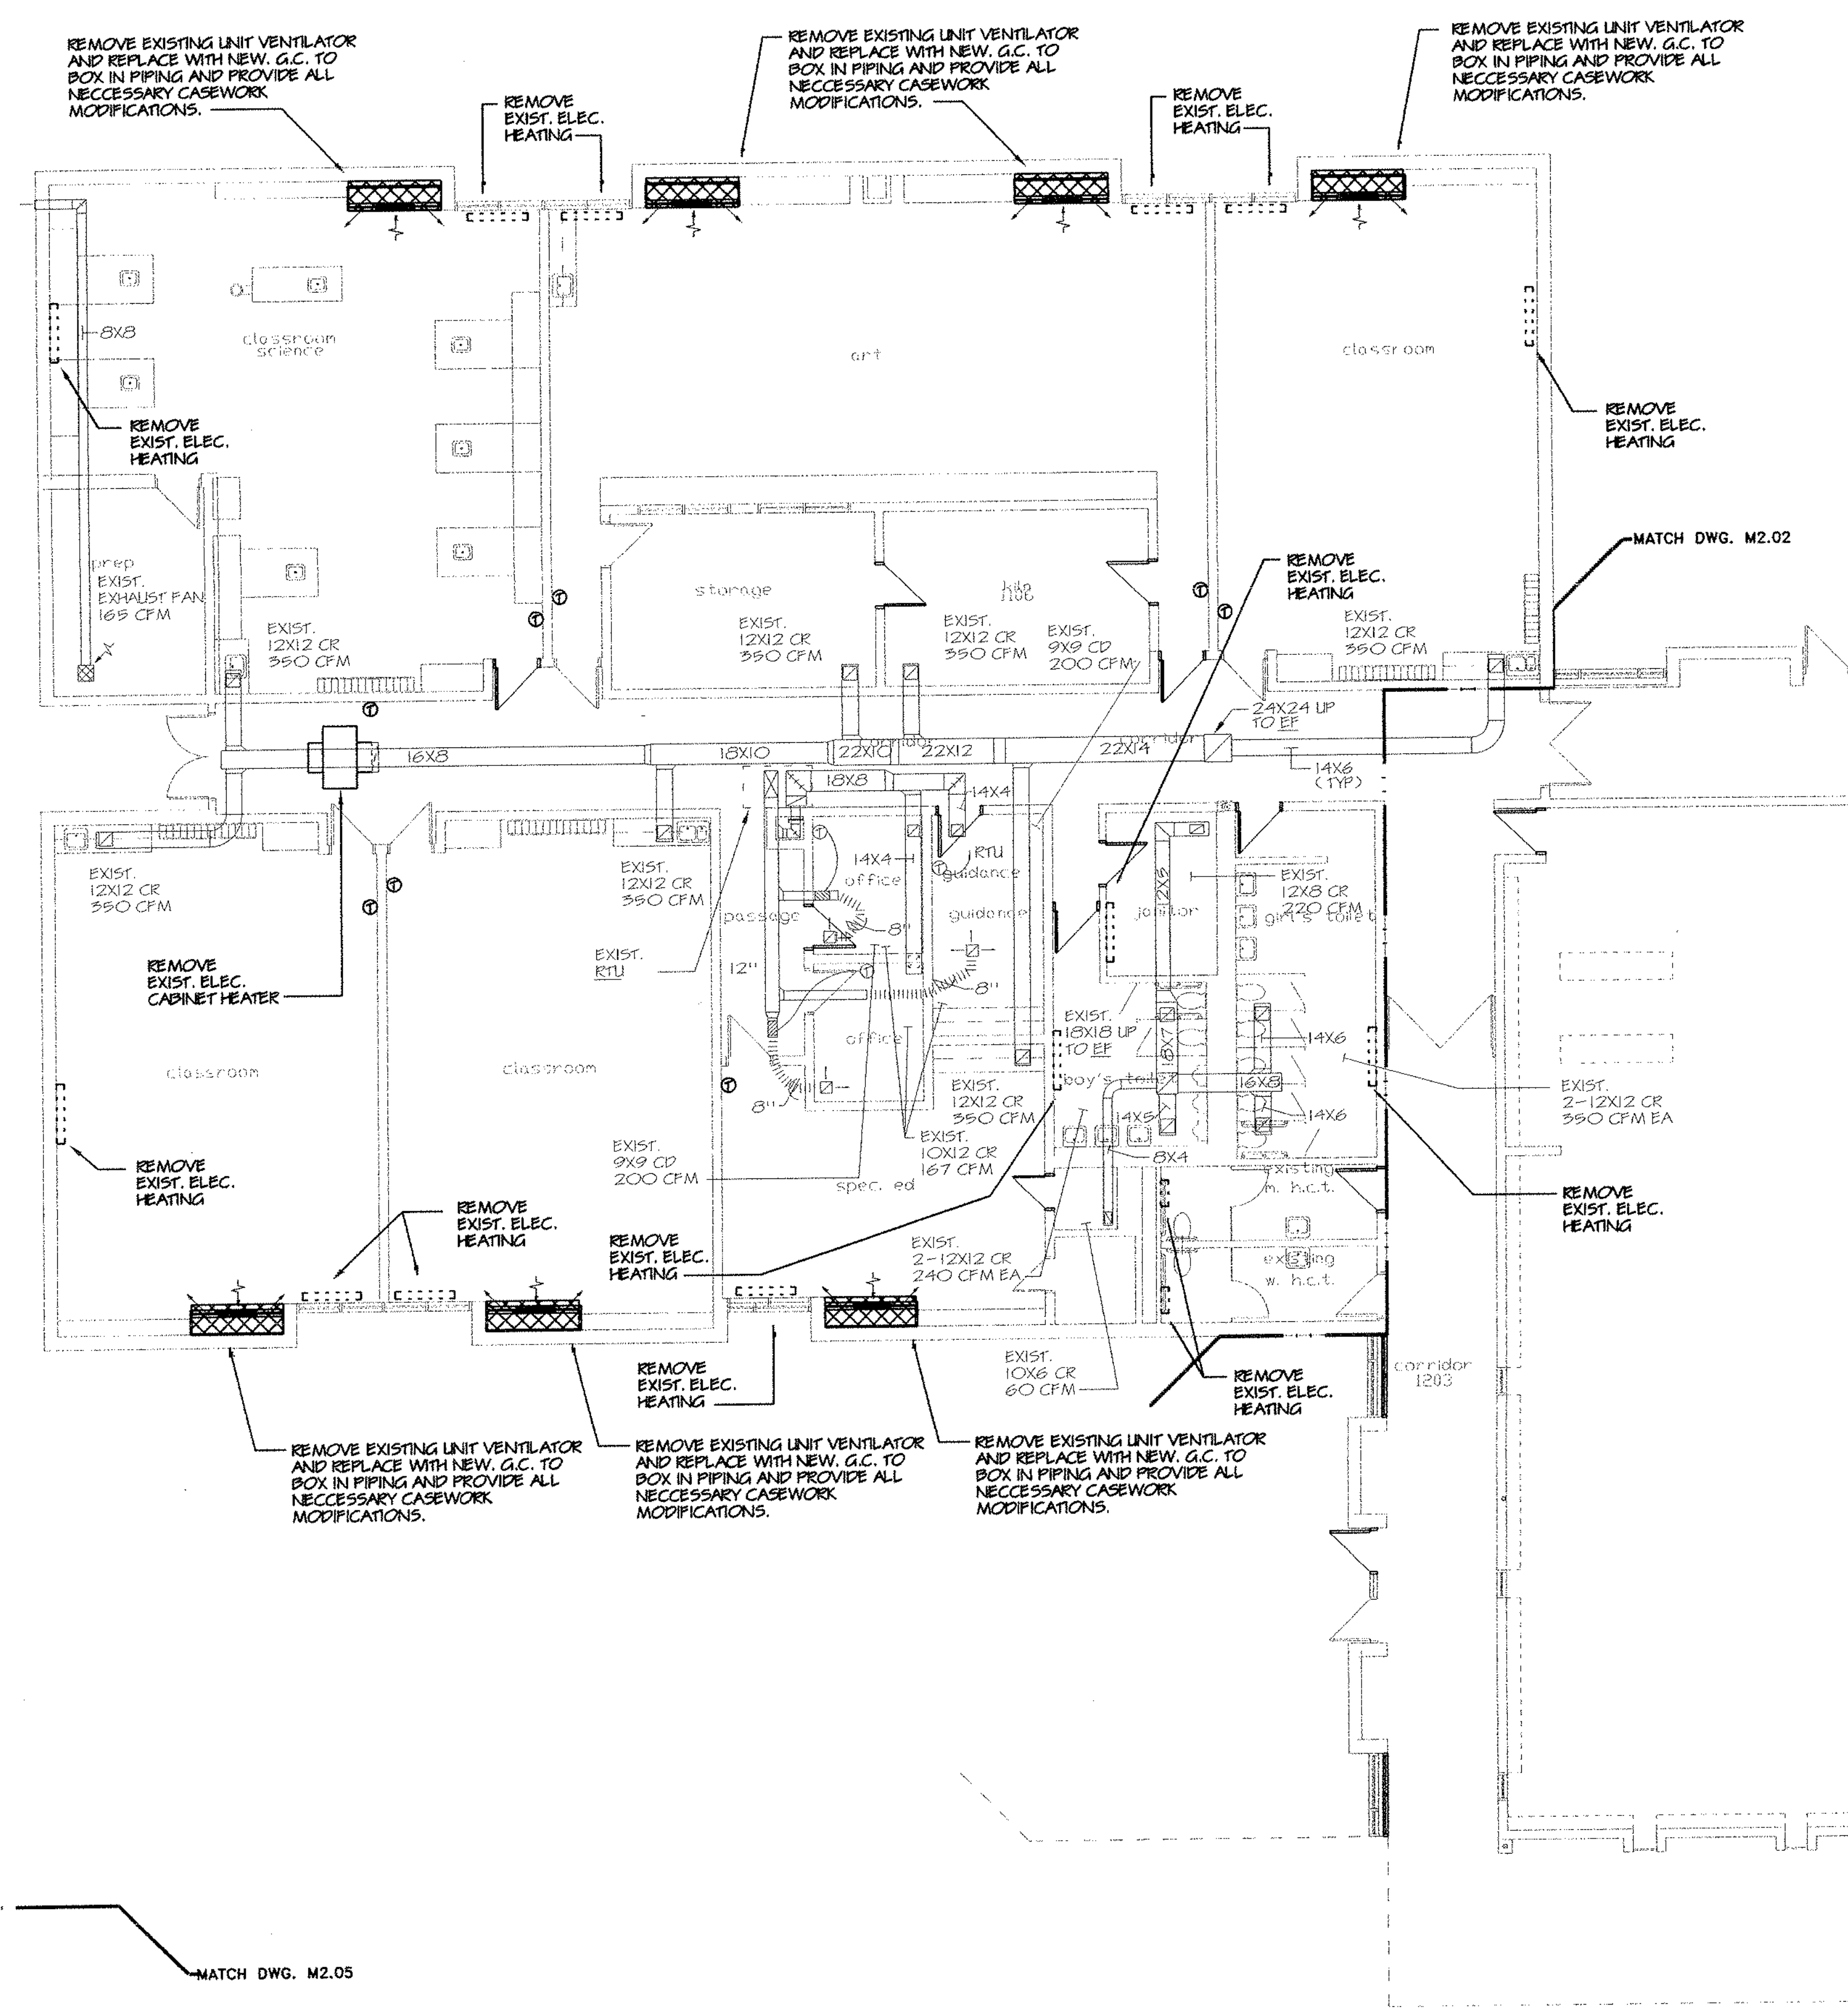 REMOVE EXISTING UNIT VENTILATOR
AND REPLACE WITH NEW. G.C. TO
BOX IN PIPING AND PROVIDE ALL
NECCESSARY CASEWORK
MODIFICATIONS.
REMOVE
EXIST. ELEC.
HEATING
REMOVE EXISTING UNIT VENTILATOR
AND REPLACE WITH NEW. G.C. TO
BOX IN PIPING AND PROVIDE ALL
NECCESSARY CASEWORK
MODIFICATIONS.
REMOVE
EXIST. ELEC.
HEATING
REMOVE EXISTING UNIT VENTILATOR
AND REPLACE WITH NEW. G.C. TO
BOX IN PIPING AND PROVIDE ALL
NECCESSARY CASEWORK
MODIFICATIONS.
8X8
classroom
science
art
classroom
REMOVE
EXIST. ELEC.
HEATING
REMOVE
EXIST. ELEC.
HEATING
MATCH DWG. M2.02
prep
EXIST.
EXHAUST FAN
165 CFM
REMOVE
EXIST. ELEC.
HEATING
storage
T
T
T
T
EXIST.
12X12 CR
350 CFM
EXIST.
12X12 CR
350 CFM
EXIST.
12X12 CR
350 CFM
EXIST.
9X9 CD
200 CFM
EXIST.
12X12 CR
350 CFM
T
24X24 UP
TO EF
corridor
corridor
16X8
18X10
22X10
22X12
22X14
14X6
(TYP)
18X8
14X4
14X4
office
RTU
guidance
T
T
EXIST.
12X12 CR
350 CFM
T
T
EXIST.
12X12 CR
350 CFM
passage
guidance
8"
12X8
janitor
EXIST.
12X8 CR
220 CFM
girl's toilet
REMOVE
EXIST. ELEC.
CABINET HEATER
EXIST.
RTU
12"
T
8"
EXIST.
18X18 UP
TO EF
18X7
14X6
office
classroom
classroom
T
8"
boy's toilet
16X8
EXIST.
12X12 CR
350 CFM
14X5
14X6
EXIST.
2-12X12 CR
350 CFM EA
EXIST.
9X9 CD
200 CFM
EXIST.
10X12 CR
167 CFM
8X4
spec. ed
existing
m. h.c.t.
REMOVE
EXIST. ELEC.
HEATING
REMOVE
EXIST. ELEC.
HEATING
REMOVE
EXIST. ELEC.
HEATING
REMOVE
EXIST. ELEC.
HEATING
EXIST.
2-12X12 CR
240 CFM EA
existing
w. h.c.t.
REMOVE
EXIST. ELEC.
HEATING
EXIST.
10X6 CR
60 CFM
REMOVE
EXIST. ELEC.
HEATING
corridor
1203
REMOVE EXISTING UNIT VENTILATOR
AND REPLACE WITH NEW. G.C. TO
BOX IN PIPING AND PROVIDE ALL
NECCESSARY CASEWORK
MODIFICATIONS.
REMOVE EXISTING UNIT VENTILATOR
AND REPLACE WITH NEW. G.C. TO
BOX IN PIPING AND PROVIDE ALL
NECCESSARY CASEWORK
MODIFICATIONS.
REMOVE EXISTING UNIT VENTILATOR
AND REPLACE WITH NEW. G.C. TO
BOX IN PIPING AND PROVIDE ALL
NECCESSARY CASEWORK
MODIFICATIONS.
MATCH DWG. M2.05